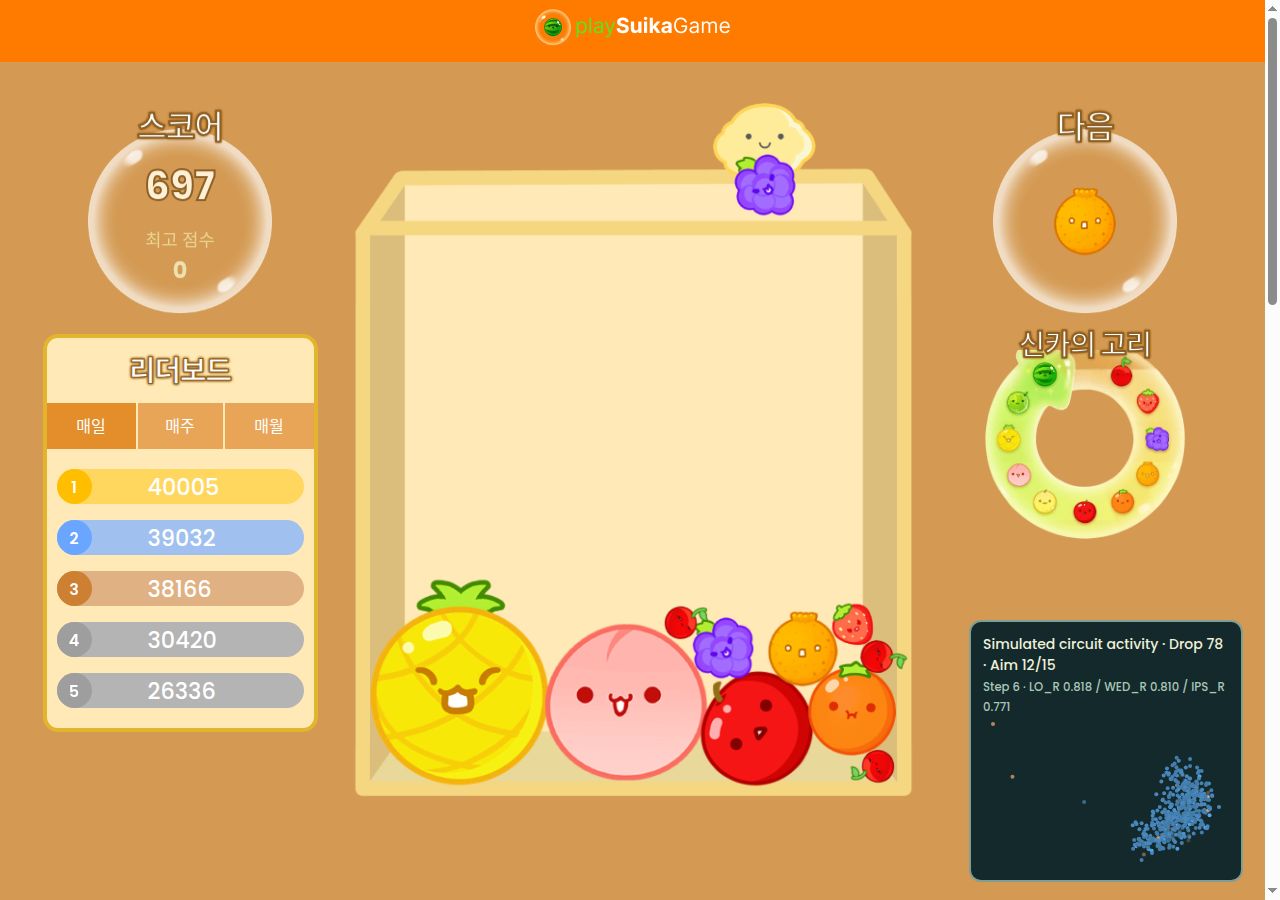 playSuikaGame
스코어
697
최고 점수
0
다음
신카의 고리
리더보드
매일 매주 매월
1 40005
2 39032
3 38166
4 30420
5 26336
Simulated circuit activity · Drop 78
· Aim 12/15
Step 6 · LO_R 0.818 / WED_R 0.810 / IPS_R
0.771